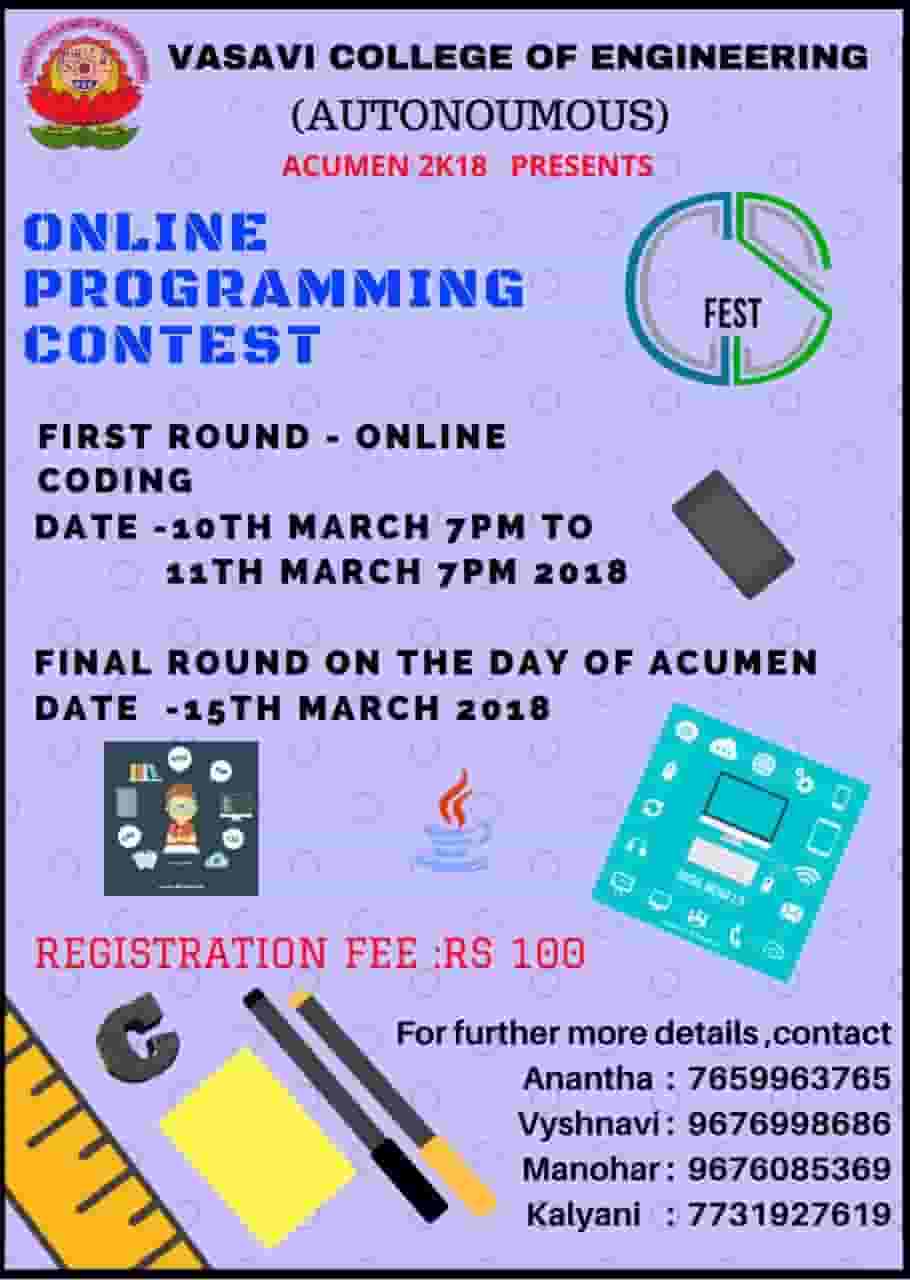 VASAVI COLLEGE OF ENGINEERING
(AUTONOUMOUS)
ACUMEN 2K18 PRESENTS
ONLINE
PROGRAMMING
CONTEST
CS
FEST
FIRST ROUND - ONLINE
CODING
DATE -10TH MARCH 7PM TO
11TH MARCH 7PM 2018
FINAL ROUND ON THE DAY OF ACUMEN
DATE -15TH MARCH 2018
REGISTRATION FEE :RS 100
C
For further more details ,contact
Anantha : 7659963765
Vyshnavi : 9676998686
Manohar : 9676085369
Kalyani : 7731927619